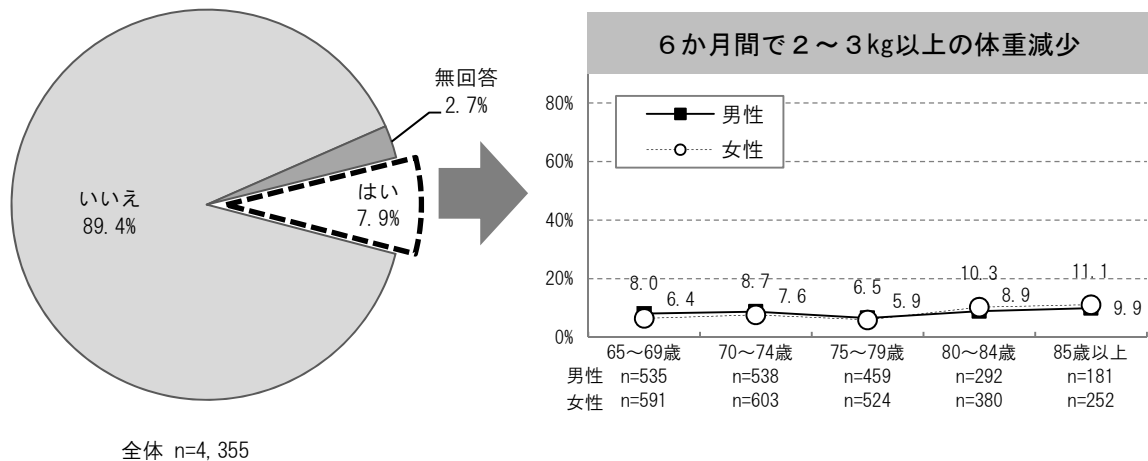 無回答
2.7%
いいえ
89.4%
はい
7.9%
全体 n=4,355
6か月間で2～3kg以上の体重減少
80%
60%
40%
20%
0%
男性
女性
8.0
6.4
8.7
7.6
6.5
5.9
10.3
8.9
11.1
9.9
65～69歳 70～74歳 75～79歳 80～84歳 85歳以上
男性 n=535 n=538 n=459 n=292 n=181
女性 n=591 n=603 n=524 n=380 n=252